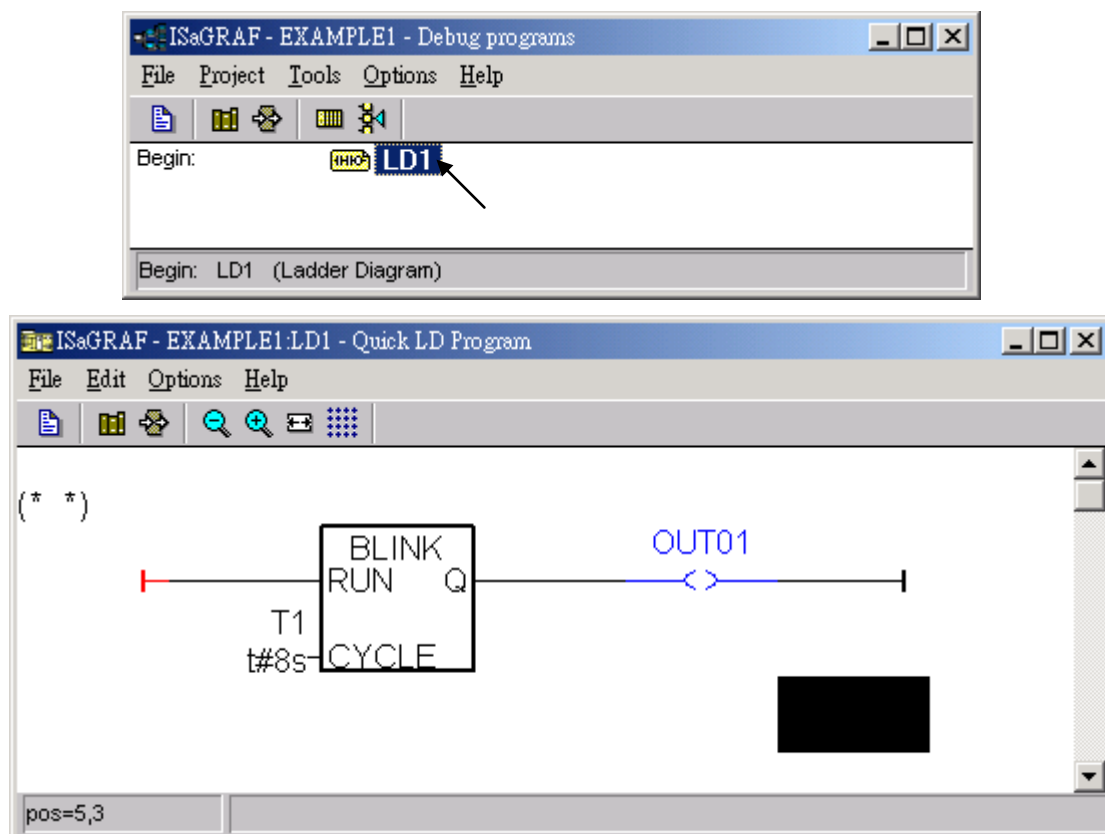 ISaGRAF - EXAMPLE1 - Debug programs
File Project Tools Options Help
Begin: LD1
Begin: LD1 (Ladder Diagram)
ISaGRAF - EXAMPLE1:LD1 - Quick LD Program
File Edit Options Help
(* *)
BLINK
OUT01
RUN Q
T1
t#8s CYCLE
pos=5,3